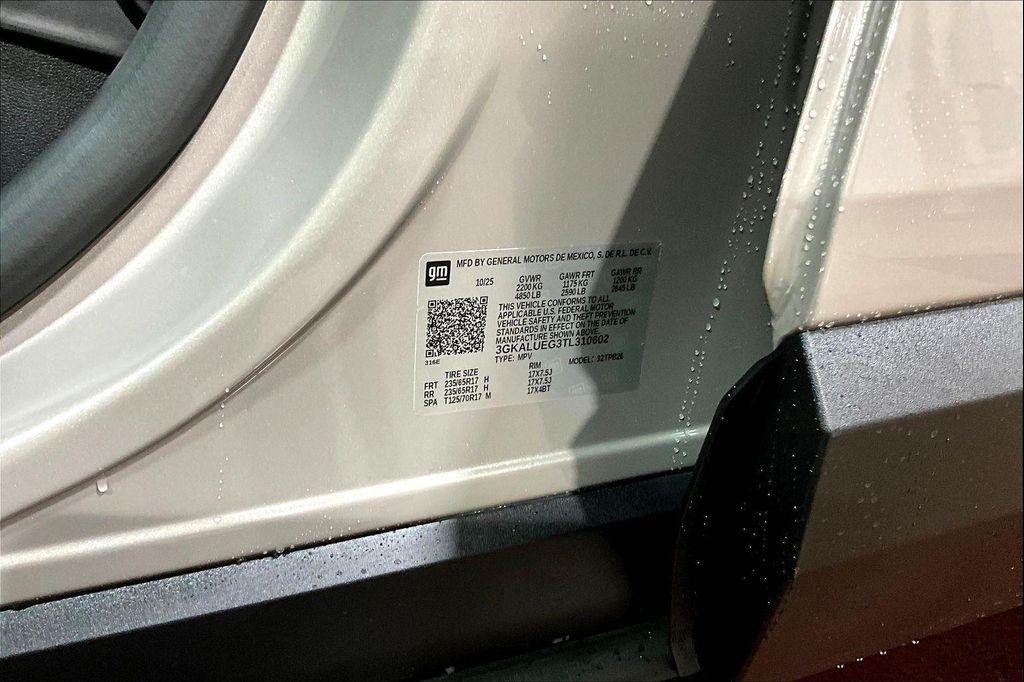 gm
MFD BY GENERAL MOTORS DE MEXICO, S. DE R.L. DE C.V.
10/25 GVWR GAWR FRT GAWR RR
2200 KG 1175 KG 1200 KG
4850 LB 2590 LB 2645 LB
THIS VEHICLE CONFORMS TO ALL
APPLICABLE U.S. FEDERAL MOTOR
VEHICLE SAFETY AND THEFT PREVENTION
STANDARDS IN EFFECT ON THE DATE OF
MANUFACTURE SHOWN ABOVE.
3GKALUEG3TL310602
316E
TYPE: MPV MODEL: 32TPB26
TIRE SIZE RIM
FRT 235/65R17 H 17X7.5J
RR 235/65R17 H 17X7.5J
SPA T125/70R17 M 17X4BT